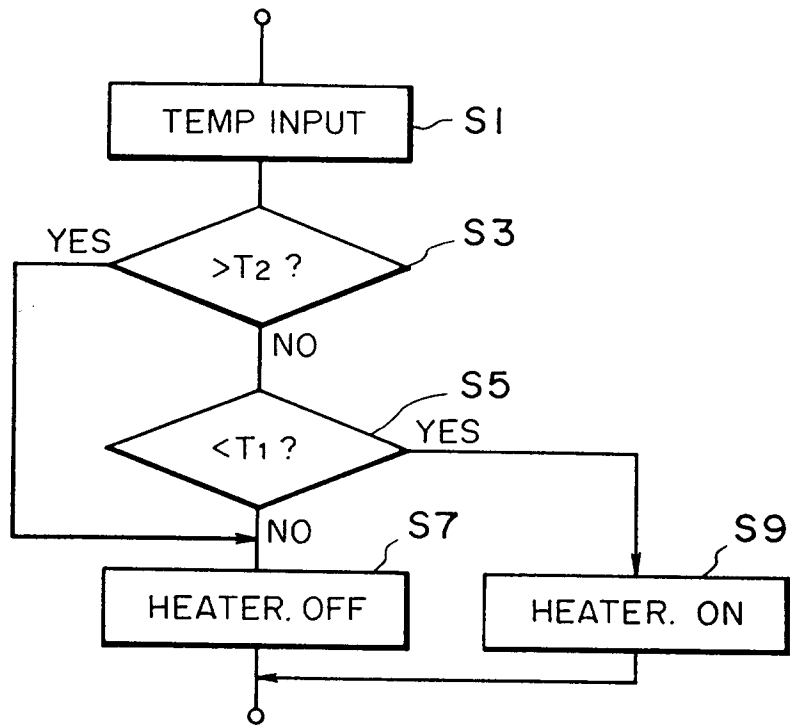 TEMP INPUT
S1
YES
S3
>T2 ?
NO
S5
<T1 ?
YES
NO
S7
S9
HEATER. OFF
HEATER. ON